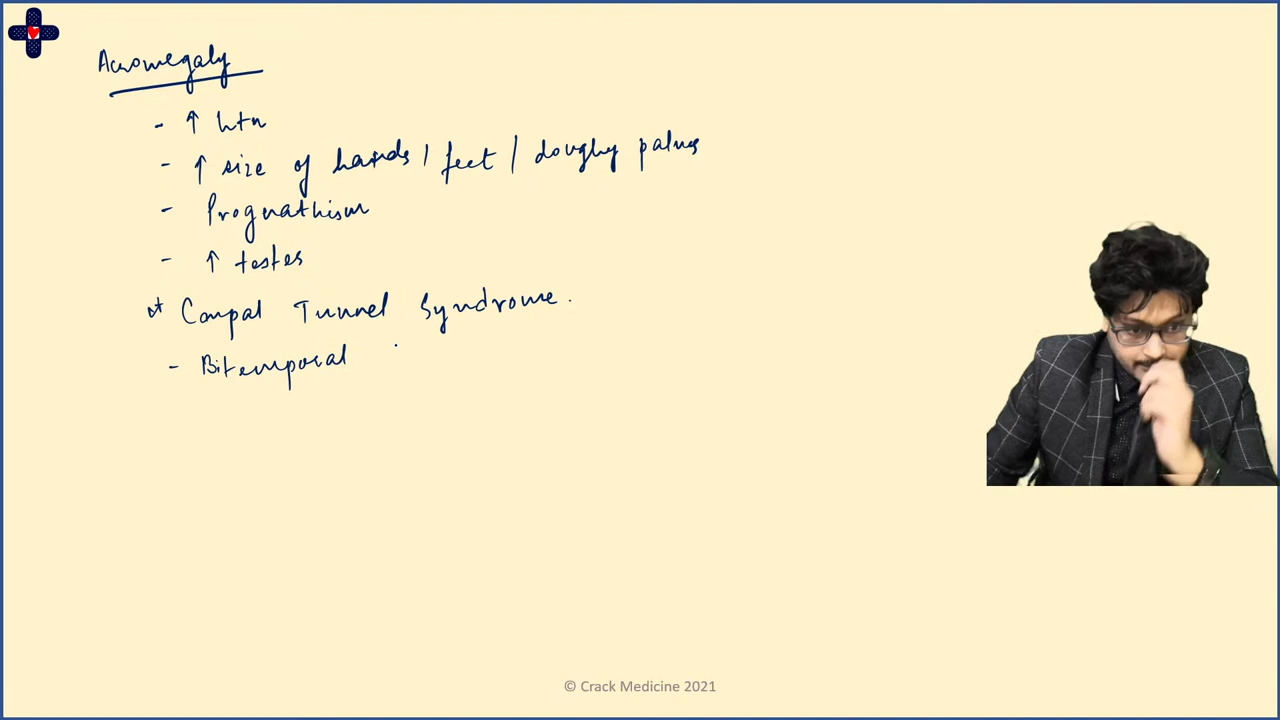 Acromegaly
- ↑ htn
- ↑ size of hands / feet / doughy palms
- Prognathism
- ↑ testes
* Carpal Tunnel Syndrome.
- Bitemporal
© Crack Medicine 2021